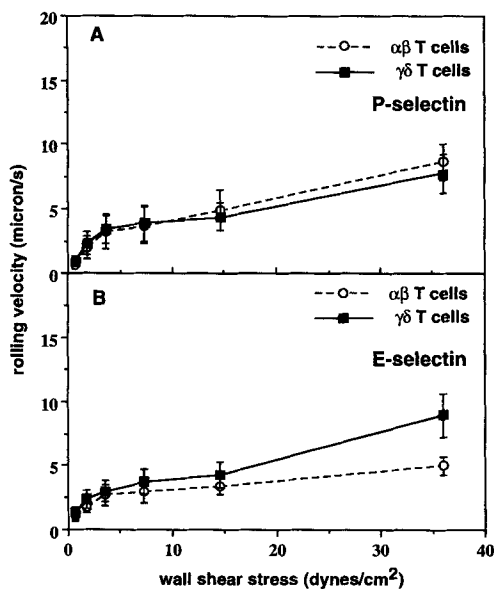 A
αβ T cells
γδ T cells
P-selectin
20
15
10
5
0
B
αβ T cells
γδ T cells
E-selectin
20
15
10
5
0
0 10 20 30 40
rolling velocity (micron/s)
wall shear stress (dynes/cm²)